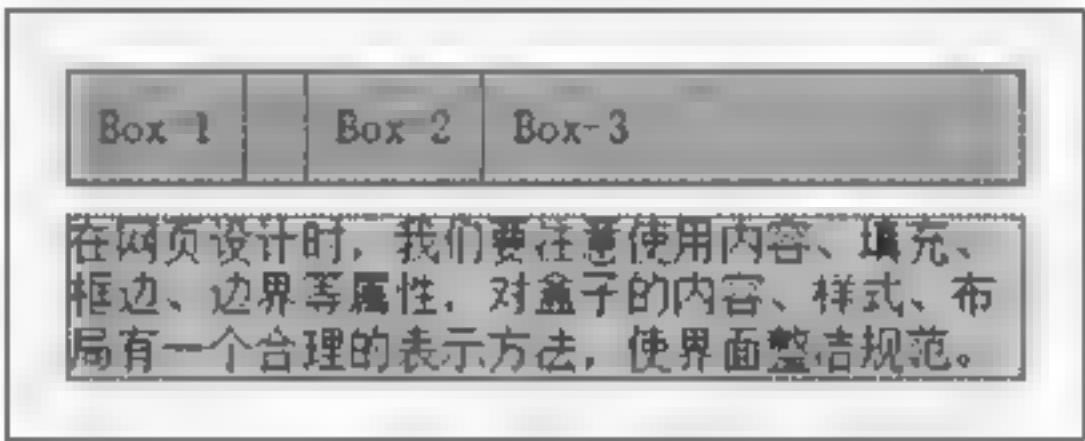 Box-1 Box-2 Box-3
在网页设计时，我们要注意使用内容、填充、
框边、边界等属性，对盒子的内容、样式、布
局有一个合理的表示方法，使界面整洁规范。